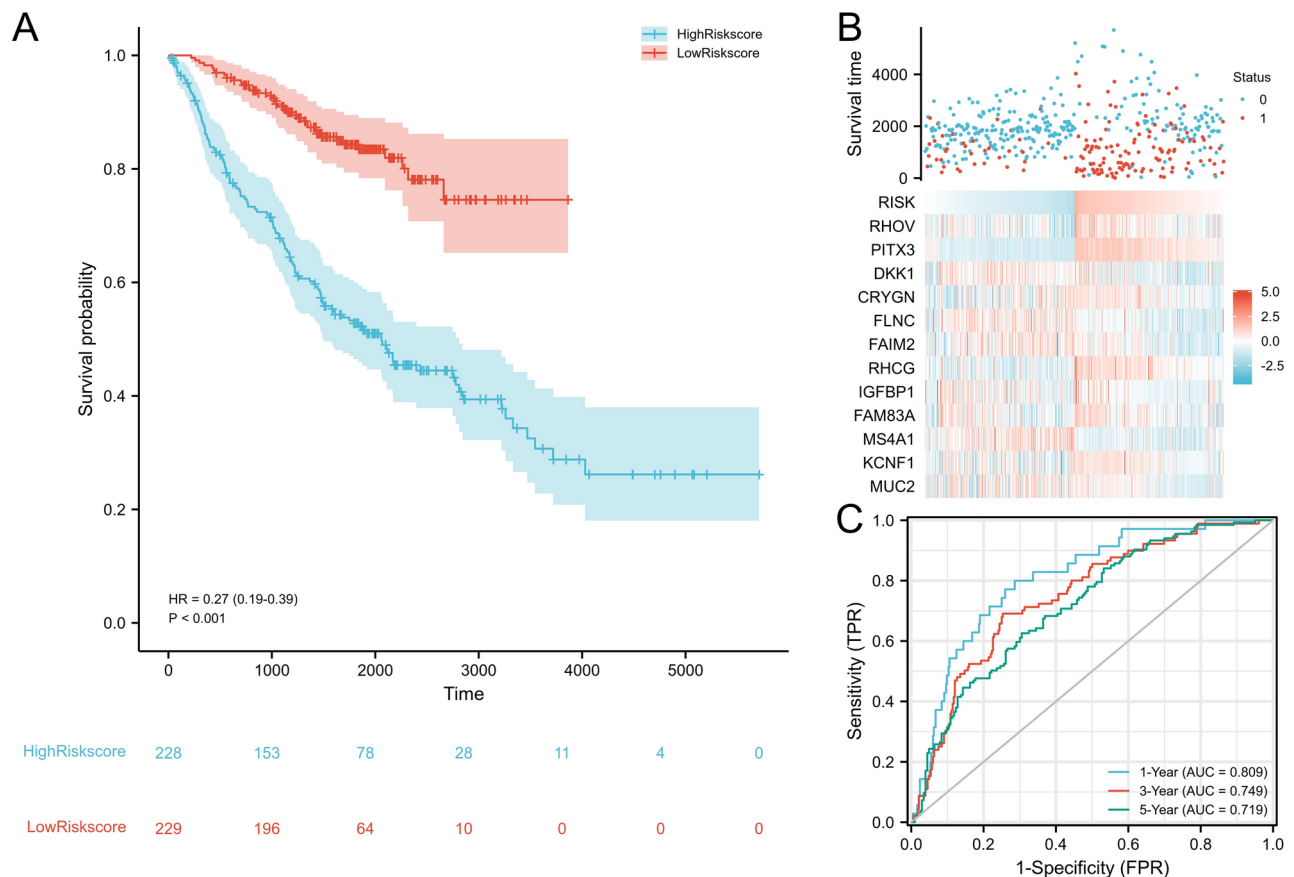 A
HighRiskscore
LowRiskscore
Survival probability
1.0
0.8
0.6
0.4
0.2
0.0
HR = 0.27 (0.19-0.39)
P < 0.001
0 1000 2000 3000 4000 5000
Time
HighRiskscore 228 153 78 28 11 4 0
LowRiskscore 229 196 64 10 0 0 0
B
Survival time
4000
2000
0
Status
0
1
RISK
RHOV
PITX3
DKK1
CRYGN
FLNC
FAIM2
RHCG
IGFBP1
FAM83A
MS4A1
KCNF1
MUC2
5.0
2.5
0.0
-2.5
C
Sensitivity (TPR)
1.0
0.8
0.6
0.4
0.2
0.0
1-Year (AUC = 0.809)
3-Year (AUC = 0.749)
5-Year (AUC = 0.719)
0.0 0.2 0.4 0.6 0.8 1.0
1-Specificity (FPR)